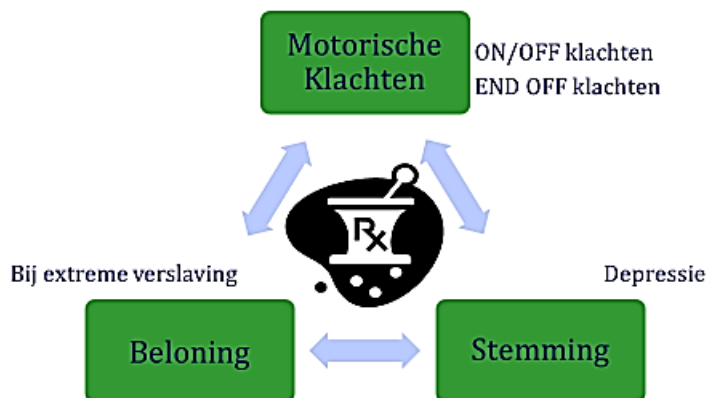 Motorische
Klachten
ON/OFF klachten
END OFF klachten
Rx
Bij extreme verslaving
Depressie
Beloning
Stemming